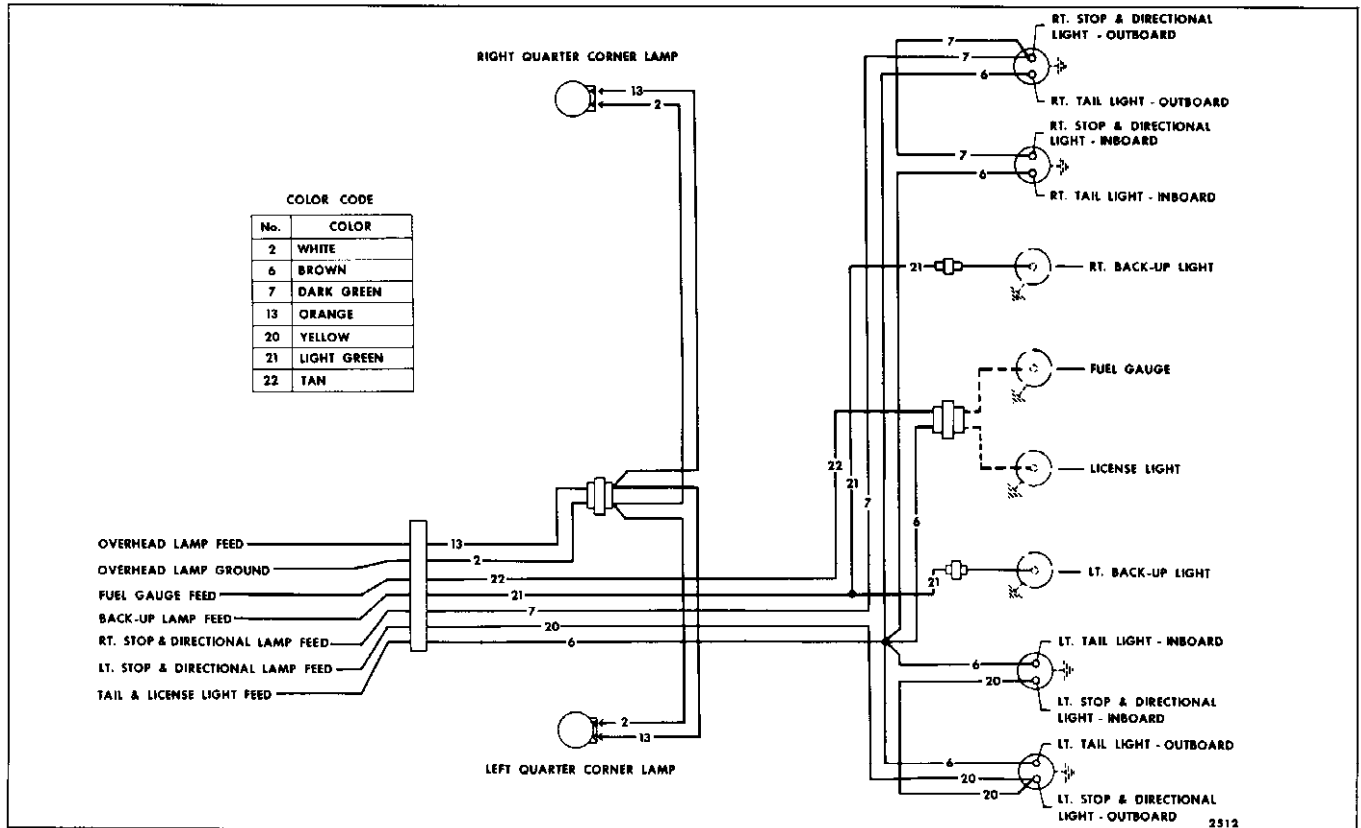 RT. STOP & DIRECTIONAL
LIGHT - OUTBOARD
7
7
6
RT. TAIL LIGHT - OUTBOARD
RIGHT QUARTER CORNER LAMP
13
2
RT. STOP & DIRECTIONAL
LIGHT - INBOARD
7
6
RT. TAIL LIGHT - INBOARD
COLOR CODE
No. COLOR
2 WHITE
6 BROWN
7 DARK GREEN
13 ORANGE
20 YELLOW
21 LIGHT GREEN
22 TAN
21
RT. BACK-UP LIGHT
FUEL GAUGE
LICENSE LIGHT
22
21
7
6
OVERHEAD LAMP FEED
13
OVERHEAD LAMP GROUND
2
FUEL GAUGE FEED
22
BACK-UP LAMP FEED
21
RT. STOP & DIRECTIONAL LAMP FEED
7
LT. STOP & DIRECTIONAL LAMP FEED
20
TAIL & LICENSE LIGHT FEED
6
21
LT. BACK-UP LIGHT
LT. TAIL LIGHT - INBOARD
6
20
LT. STOP & DIRECTIONAL
LIGHT - INBOARD
2
13
LEFT QUARTER CORNER LAMP
LT. TAIL LIGHT - OUTBOARD
6
20
20
LT. STOP & DIRECTIONAL
LIGHT - OUTBOARD
2512